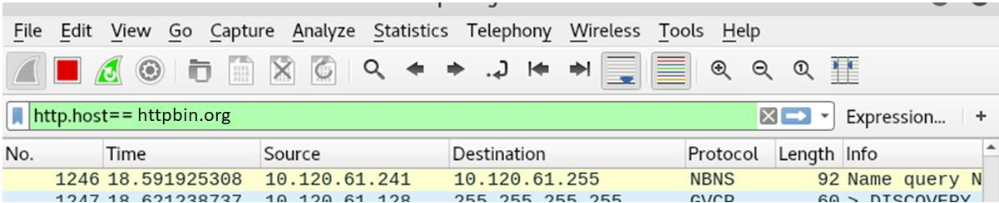 File Edit View Go Capture Analyze Statistics Telephony Wireless Tools Help
http.host== httpbin.org Expression... +
No. Time Source Destination Protocol Length Info
1246 18.591925308 10.120.61.241 10.120.61.255 NBNS 92 Name query N
1247 18.621238737 10.120.61.128 255.255.255.255 GVCP 60 > DISCOVERY